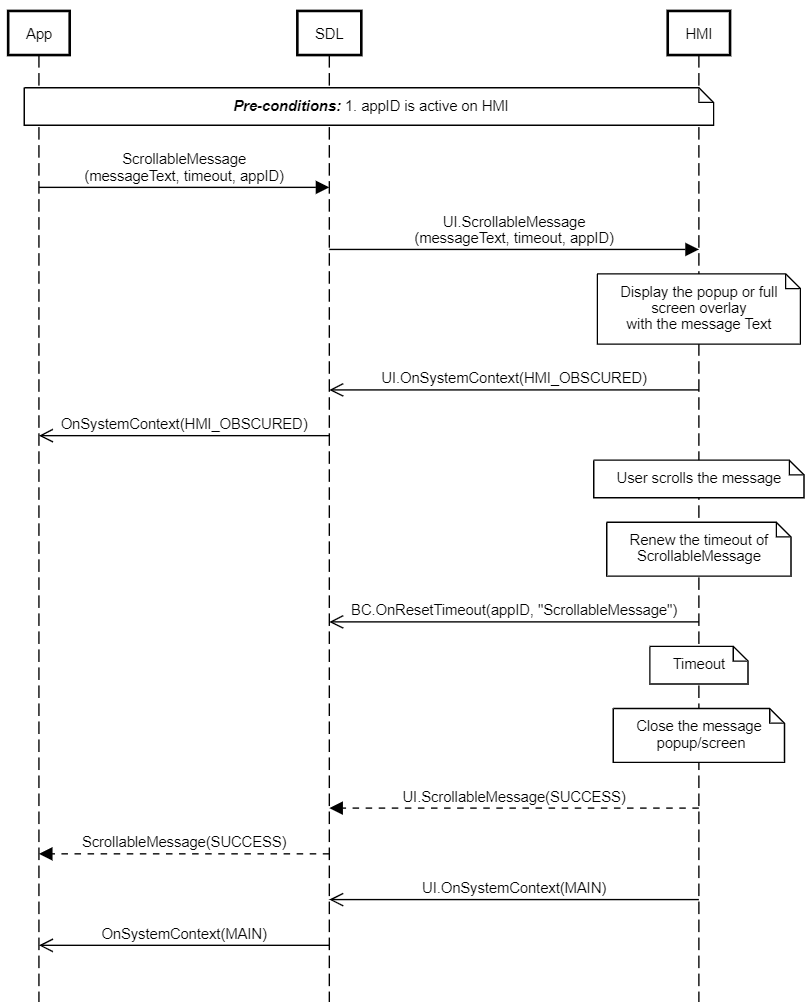 App
SDL
HMI
Pre-conditions: 1. appID is active on HMI
ScrollableMessage
(messageText, timeout, appID)
UI.ScrollableMessage
(messageText, timeout, appID)
Display the popup or full
screen overlay
with the message Text
UI.OnSystemContext(HMI_OBSCURED)
OnSystemContext(HMI_OBSCURED)
User scrolls the message
Renew the timeout of
ScrollableMessage
BC.OnResetTimeout(appID, "ScrollableMessage")
Timeout
Close the message
popup/screen
UI.ScrollableMessage(SUCCESS)
ScrollableMessage(SUCCESS)
UI.OnSystemContext(MAIN)
OnSystemContext(MAIN)